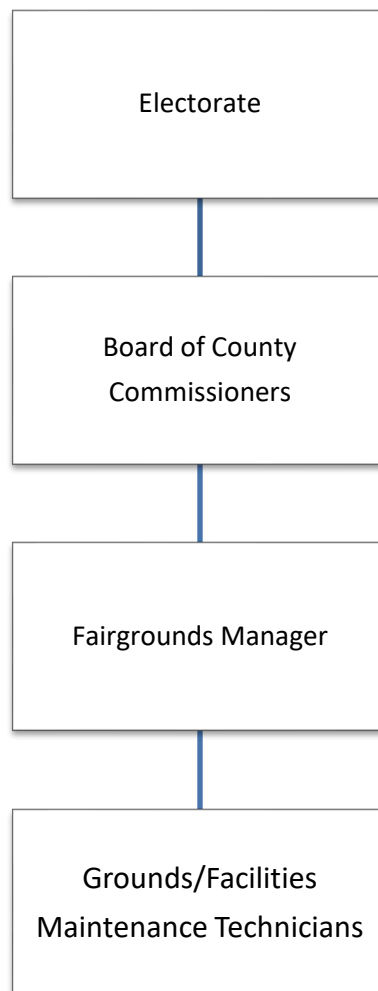 Electorate
Board of County
Commissioners
Fairgrounds Manager
Grounds/Facilities
Maintenance Technicians